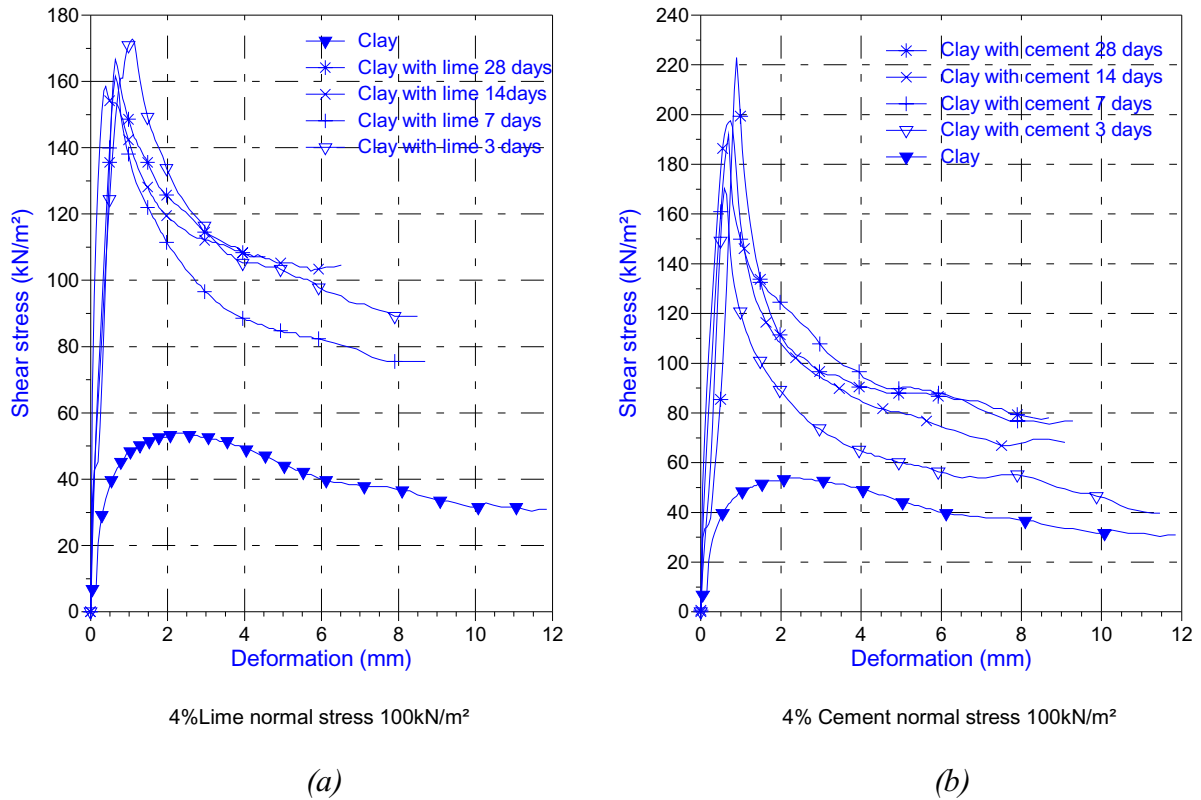 180
160
140
120
100
80
60
40
20
0
Shear stress (kN/m²)
Clay
Clay with lime 28 days
Clay with lime 14days
Clay with lime 7 days
Clay with lime 3 days
0 2 4 6 8 10 12
Deformation (mm)
4%Lime normal stress 100kN/m²
(a)
240
220
200
180
160
140
120
100
80
60
40
20
0
Shear stress (kN/m²)
Clay with cement 28 days
Clay with cement 14 days
Clay with cement 7 days
Clay with cement 3 days
Clay
0 2 4 6 8 10 12
Deformation (mm)
4% Cement normal stress 100kN/m²
(b)